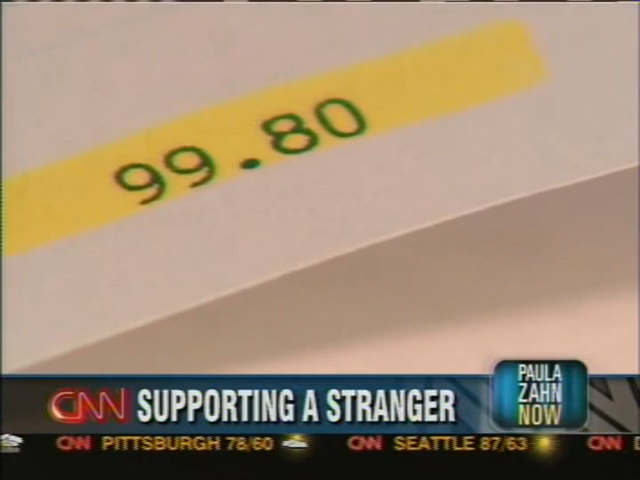 99.80
CNN SUPPORTING A STRANGER
PAULA
ZAHN
NOW
CNN PITTSBURGH 78/60 CNN SEATTLE 87/63 CNN